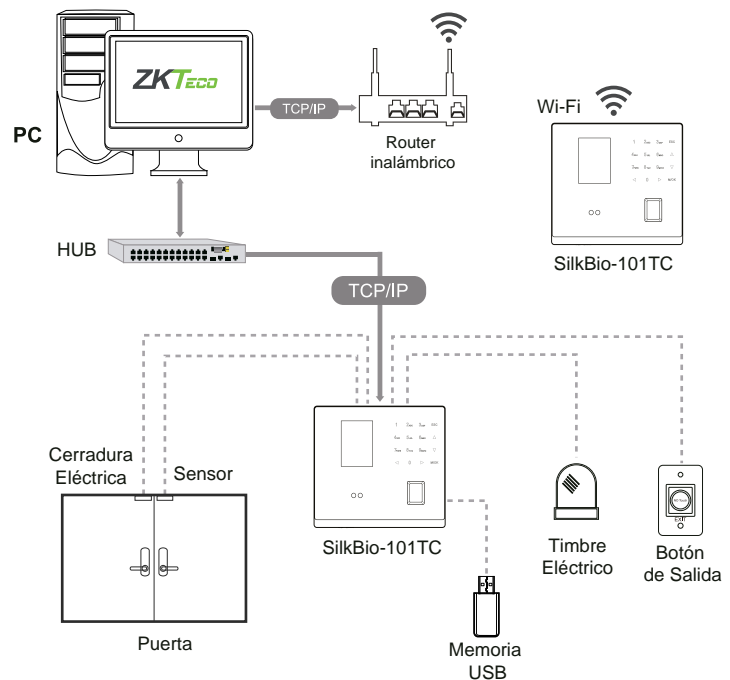 ZKTeco
PC
TCP/IP
Router
inalámbrico
Wi-Fi
SilkBio-101TC
HUB
TCP/IP
Cerradura
Eléctrica
Sensor
Puerta
SilkBio-101TC
Memoria
USB
Timbre
Eléctrico
EXIT
Botón
de Salida